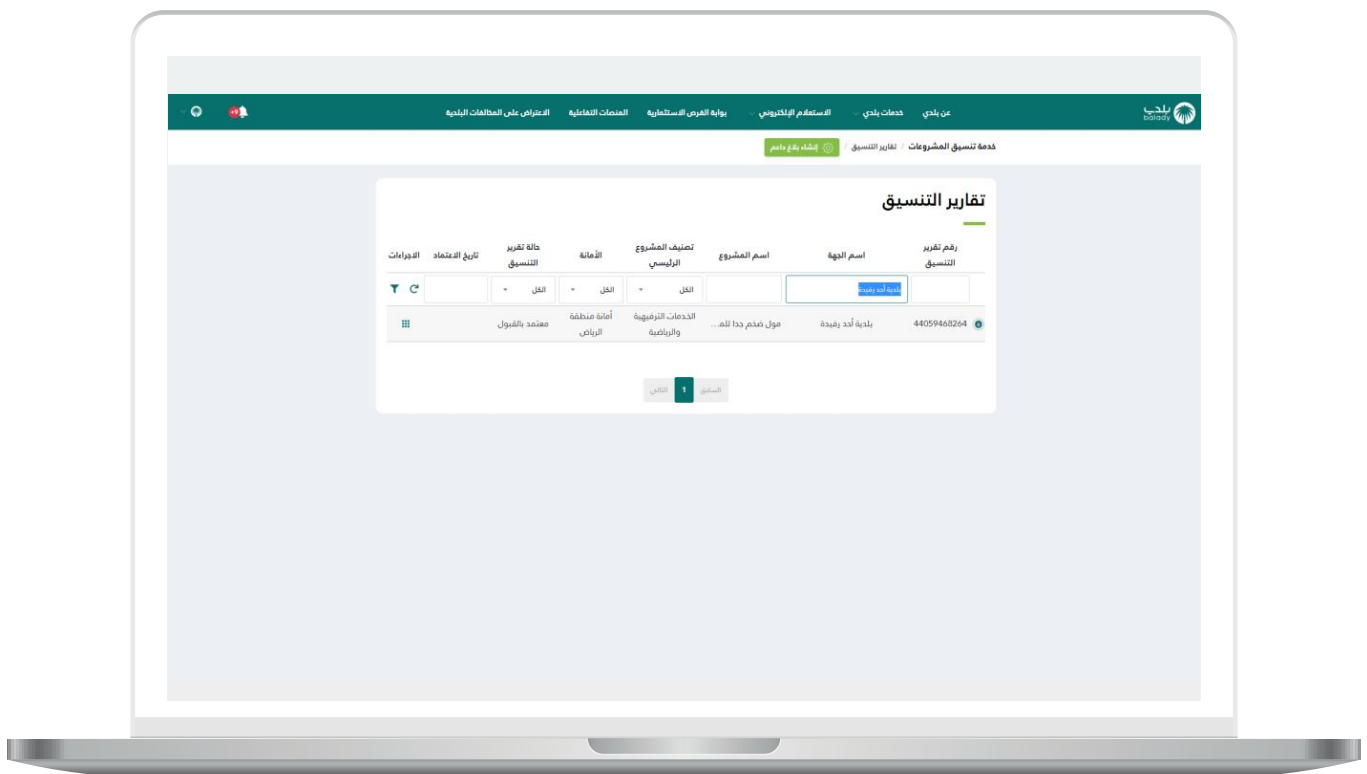 بلدي
balady
عن بلدي خدمات بلدي الاستعلام الإلكتروني بوابة الفرص الاستثمارية المنصات التفاعلية الاعتراض على المخالفات البلدية
خدمة تنسيق المشروعات / تقارير التنسيق / إنشاء بلاغ داعم
تقارير التنسيق
رقم تقرير التنسيق
اسم الجهة
اسم المشروع
تصنيف المشروع الرئيسي
الأمانة
حالة تقرير التنسيق
تاريخ الاعتماد
الاجراءات
بلدية أحد رفيدة
الكل
الكل
الكل
44059468264
بلدية أحد رفيدة
مول ضخم جدا للم...
الخدمات الترفيهية والرياضية
أمانة منطقة الرياض
معتمد بالقبول
السابق 1 التالي